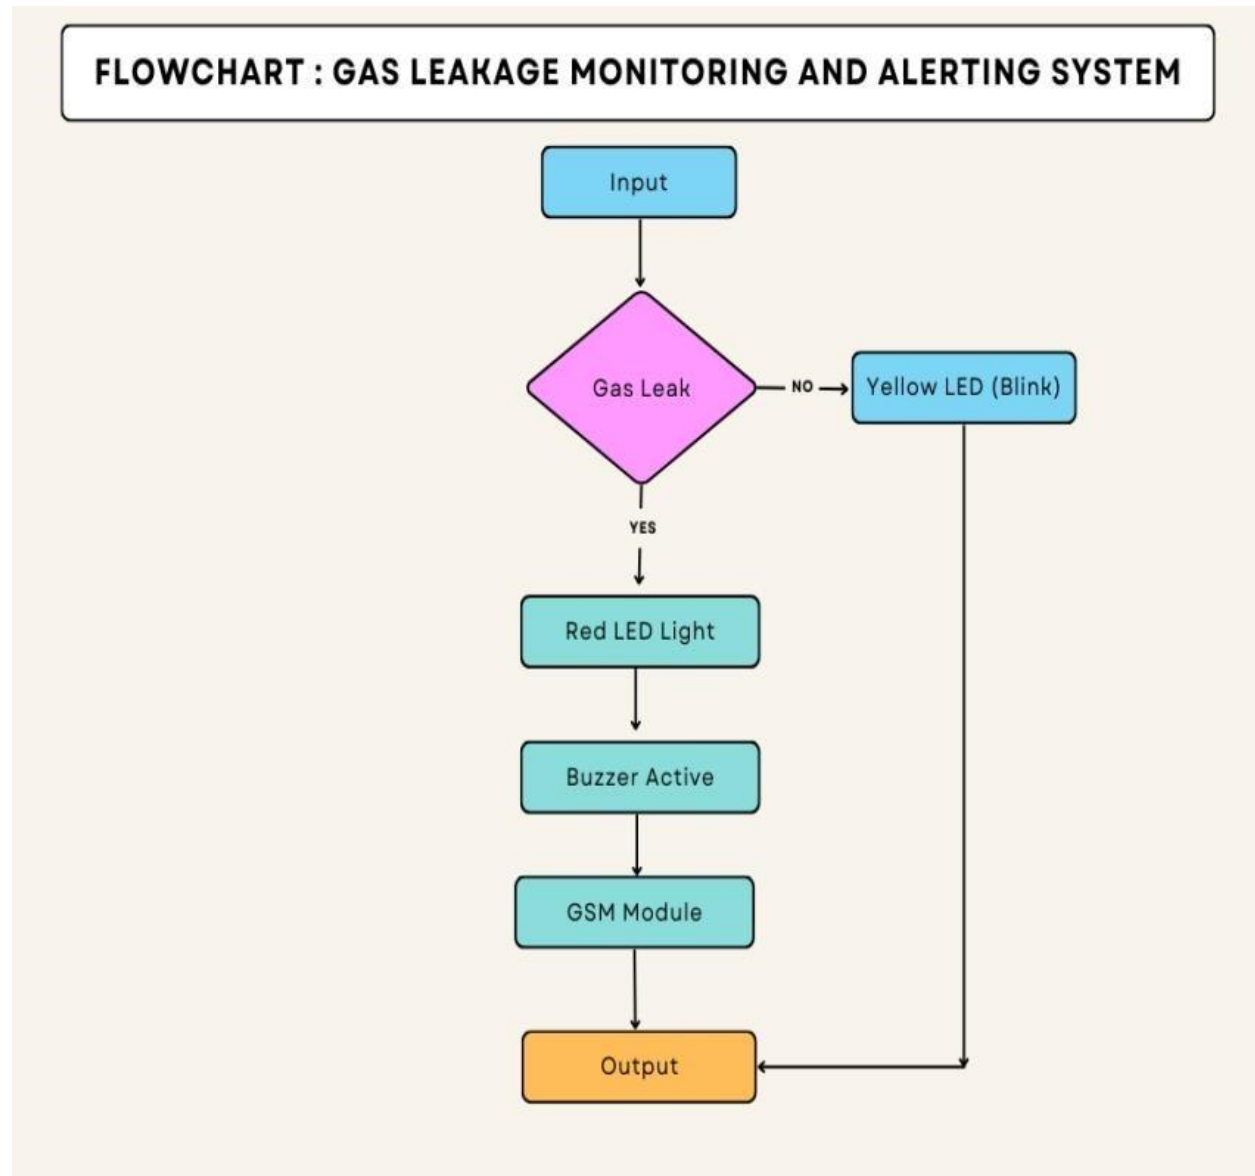 FLOWCHART : GAS LEAKAGE MONITORING AND ALERTING SYSTEM
Input
Gas Leak
NO
Yellow LED (Blink)
YES
Red LED Light
Buzzer Active
GSM Module
Output